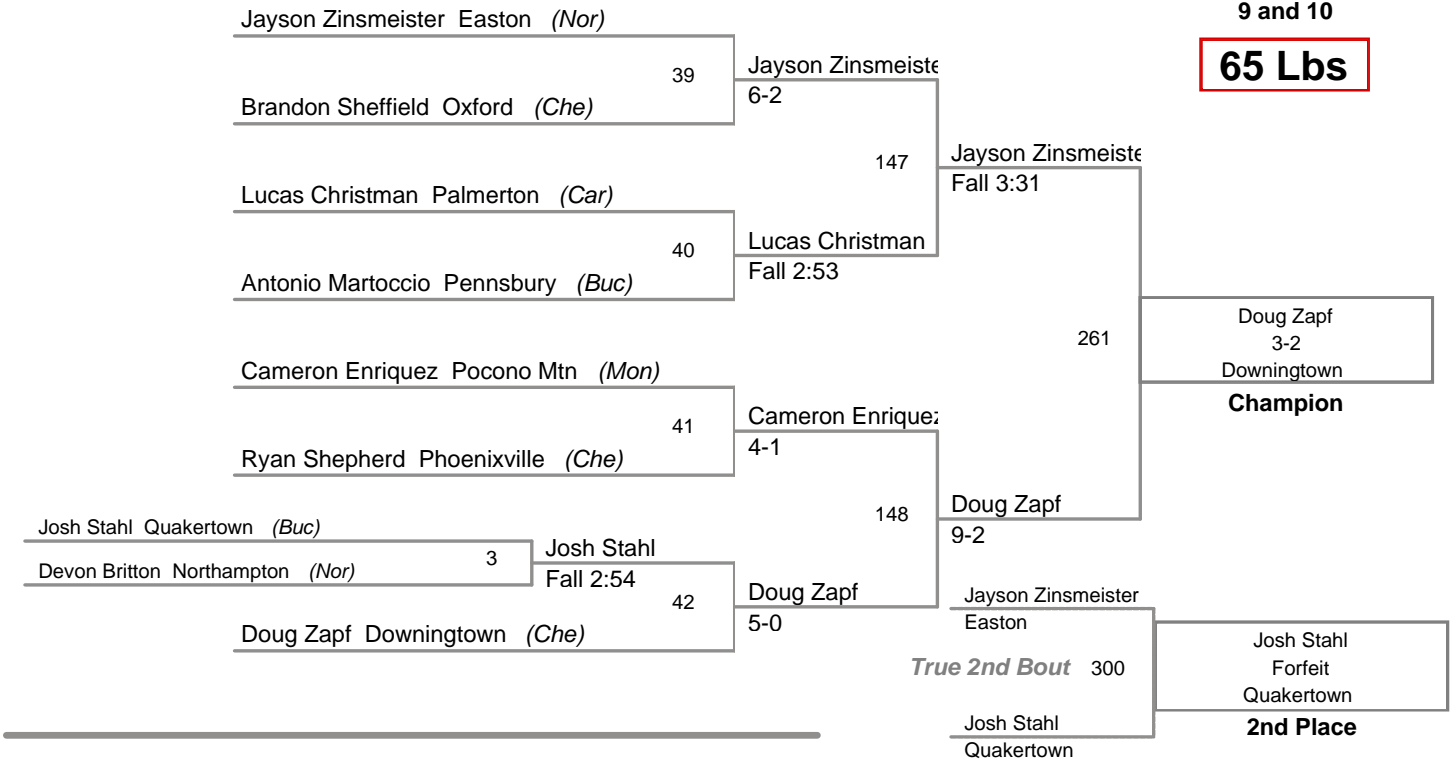 9 and 10
65 Lbs
Jayson Zinsmeister Easton (Nor)
39
Brandon Sheffield Oxford (Che)
Jayson Zinsmeiste
6-2
147
Lucas Christman Palmerton (Car)
40
Antonio Martoccio Pennsbury (Buc)
Lucas Christman
Fall 2:53
Jayson Zinsmeiste
Fall 3:31
261
Cameron Enriquez Pocono Mtn (Mon)
41
Ryan Shepherd Phoenixville (Che)
Cameron Enriquez
4-1
148
Josh Stahl Quakertown (Buc)
3
Devon Britton Northampton (Nor)
Josh Stahl
Fall 2:54
42
Doug Zapf Downingtown (Che)
Doug Zapf
5-0
Doug Zapf
9-2
Doug Zapf
3-2
Downingtown
Champion
Jayson Zinsmeister
Easton
True 2nd Bout 300
Josh Stahl
Quakertown
Josh Stahl
Forfeit
Quakertown
2nd Place